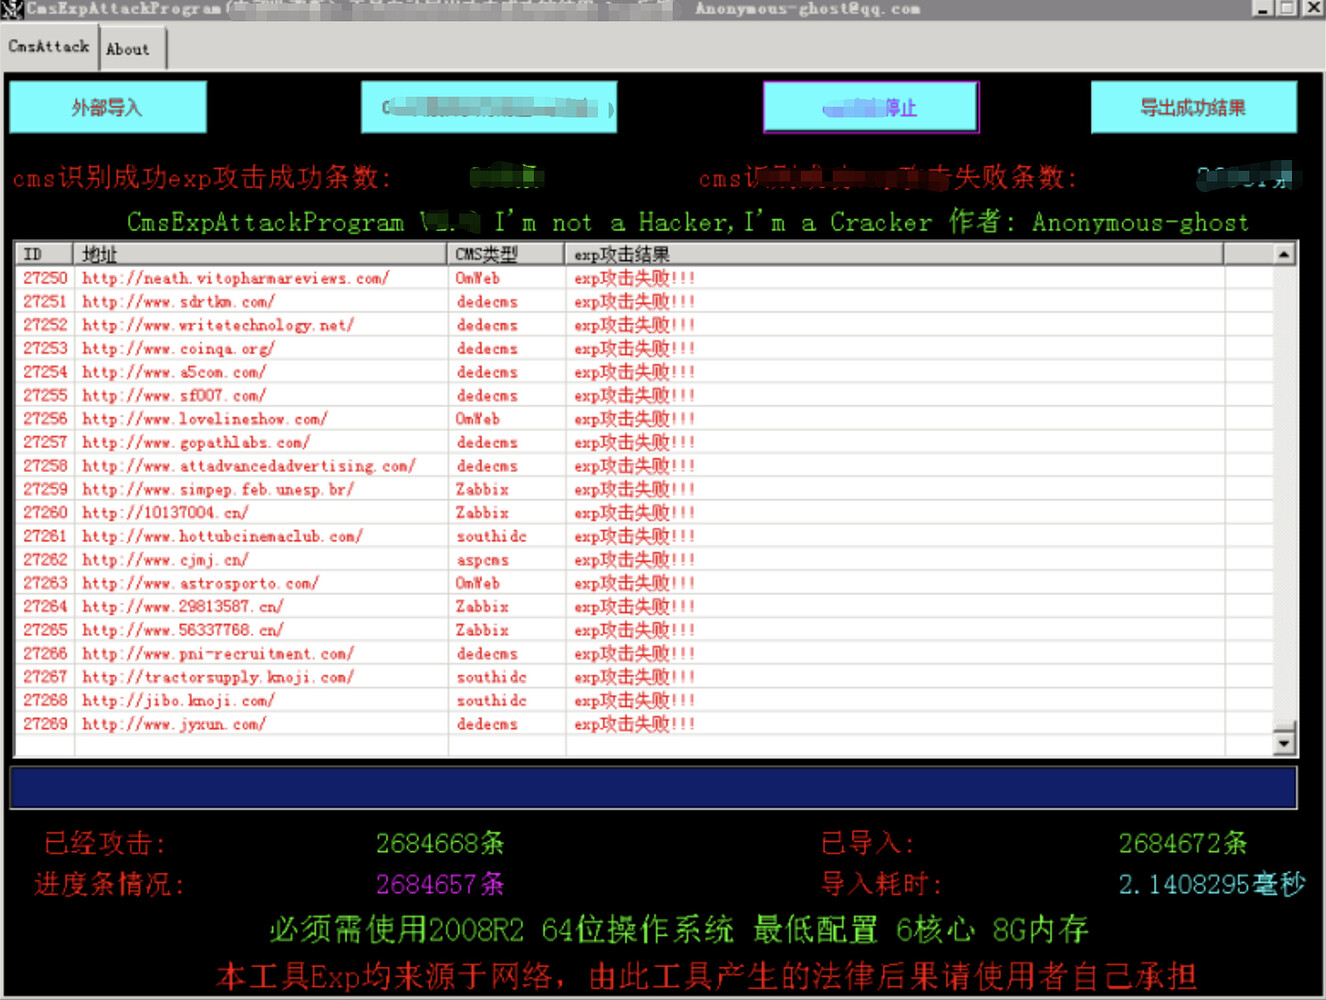 CmsExpAttackProgram( Anonymous-ghost@qq.com
CmsAttack About
外部导入 停止 导出成功结果
cms识别成功exp攻击成功条数: 条 cms识别成功exp攻击失败条数: 条
CmsExpAttackProgram I'm not a Hacker,I'm a Cracker 作者: Anonymous-ghost
ID 地址 CMS类型 exp攻击结果
27250 http://neath.vitopharmareviews.com/ OmWeb exp攻击失败!!!
27251 http://www.sdrtkm.com/ dedecms exp攻击失败!!!
27252 http://www.writetechnology.net/ dedecms exp攻击失败!!!
27253 http://www.coinqa.org/ dedecms exp攻击失败!!!
27254 http://www.a5com.com/ dedecms exp攻击失败!!!
27255 http://www.sf007.com/ dedecms exp攻击失败!!!
27256 http://www.lovelineshow.com/ OmWeb exp攻击失败!!!
27257 http://www.gopathlabs.com/ dedecms exp攻击失败!!!
27258 http://www.attadvancedadvertising.com/ dedecms exp攻击失败!!!
27259 http://www.simpep.feb.unesp.br/ Zabbix exp攻击失败!!!
27260 http://10137004.cn/ Zabbix exp攻击失败!!!
27261 http://www.hottubcinemaclub.com/ southidc exp攻击失败!!!
27262 http://www.cjmj.cn/ aspcms exp攻击失败!!!
27263 http://www.astrosporto.com/ OmWeb exp攻击失败!!!
27264 http://www.29813587.cn/ Zabbix exp攻击失败!!!
27265 http://www.56337768.cn/ Zabbix exp攻击失败!!!
27266 http://www.pni-recruitment.com/ dedecms exp攻击失败!!!
27267 http://tractorsupply.knoji.com/ southidc exp攻击失败!!!
27268 http://jibo.knoji.com/ southidc exp攻击失败!!!
27269 http://www.jyxun.com/ dedecms exp攻击失败!!!
已经攻击: 2684668条 已导入: 2684672条
进度条情况: 2684657条 导入耗时: 2.1408295毫秒
必须需使用2008R2 64位操作系统 最低配置 6核心 8G内存
本工具Exp均来源于网络，由此工具产生的法律后果请使用者自己承担